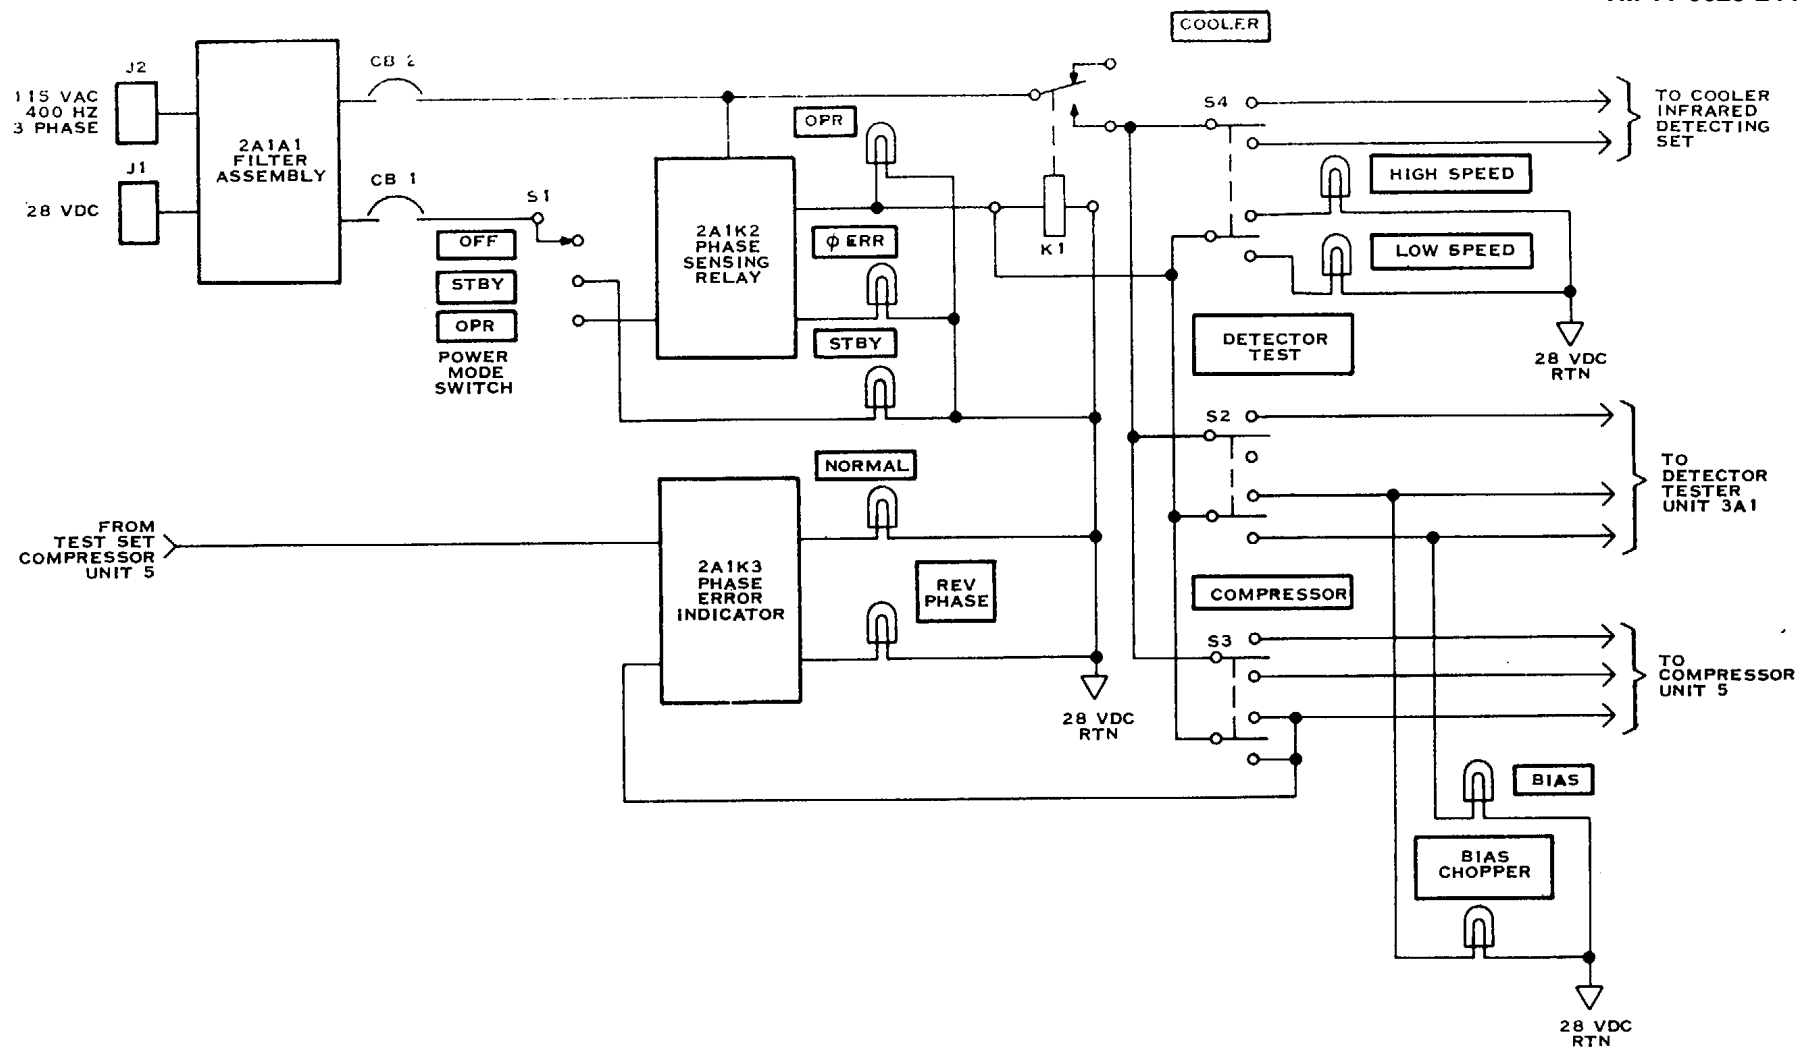 COOLER
J2
115 VAC
400 HZ
3 PHASE
J1
28 VDC
2A1A1
FILTER
ASSEMBLY
CB 2
CB 1
S1
OFF
STBY
OPR
POWER
MODE
SWITCH
2A1K2
PHASE
SENSING
RELAY
OPR
φ ERR
STBY
K1
S4
TO COOLER
INFRARED
DETECTING
SET
HIGH SPEED
LOW SPEED
28 VDC
RTN
DETECTOR
TEST
S2
TO
DETECTOR
TESTER
UNIT 3A1
FROM
TEST SET
COMPRESSOR
UNIT 5
2A1K3
PHASE
ERROR
INDICATOR
NORMAL
REV
PHASE
28 VDC
RTN
COMPRESSOR
S3
TO
COMPRESSOR
UNIT 5
BIAS
BIAS
CHOPPER
28 VDC
RTN